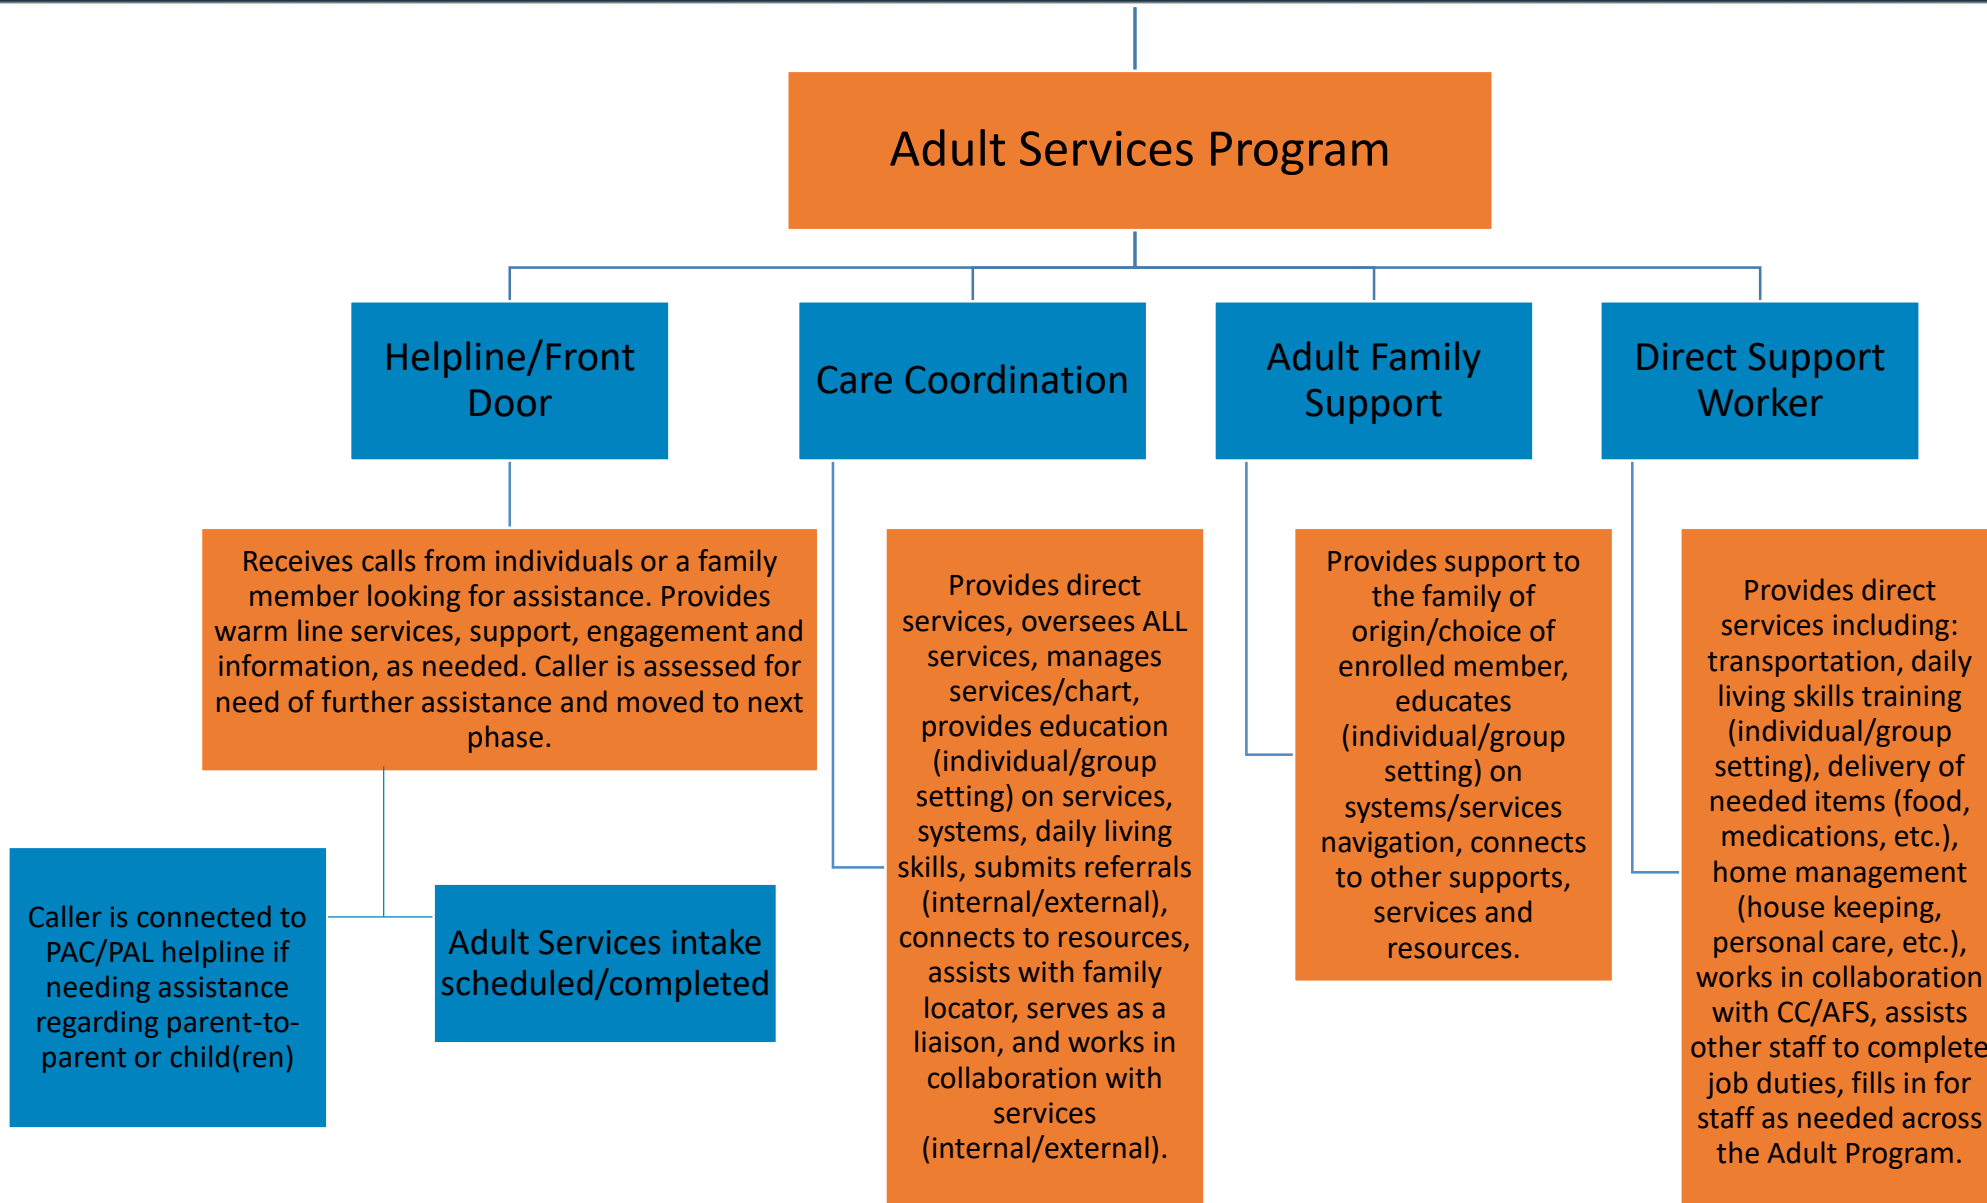 Adult Services Program
Helpline/Front
Door
Care Coordination
Adult Family
Support
Direct Support
Worker
Receives calls from individuals or a family
member looking for assistance. Provides
warm line services, support, engagement and
information, as needed. Caller is assessed for
need of further assistance and moved to next
phase.
Caller is connected to
PAC/PAL helpline if
needing assistance
regarding parent-to-
parent or child(ren)
Adult Services intake
scheduled/completed
Provides direct
services, oversees ALL
services, manages
services/chart,
provides education
(individual/group
setting) on services,
systems, daily living
skills, submits referrals
(internal/external),
connects to resources,
assists with family
locator, serves as a
liaison, and works in
collaboration with
services
(internal/external).
Provides support to
the family of
origin/choice of
enrolled member,
educates
(individual/group
setting) on
systems/services
navigation, connects
to other supports,
services and
resources.
Provides direct
services including:
transportation, daily
living skills training
(individual/group
setting), delivery of
needed items (food,
medications, etc.),
home management
(house keeping,
personal care, etc.),
works in collaboration
with CC/AFS, assists
other staff to complete
job duties, fills in for
staff as needed across
the Adult Program.